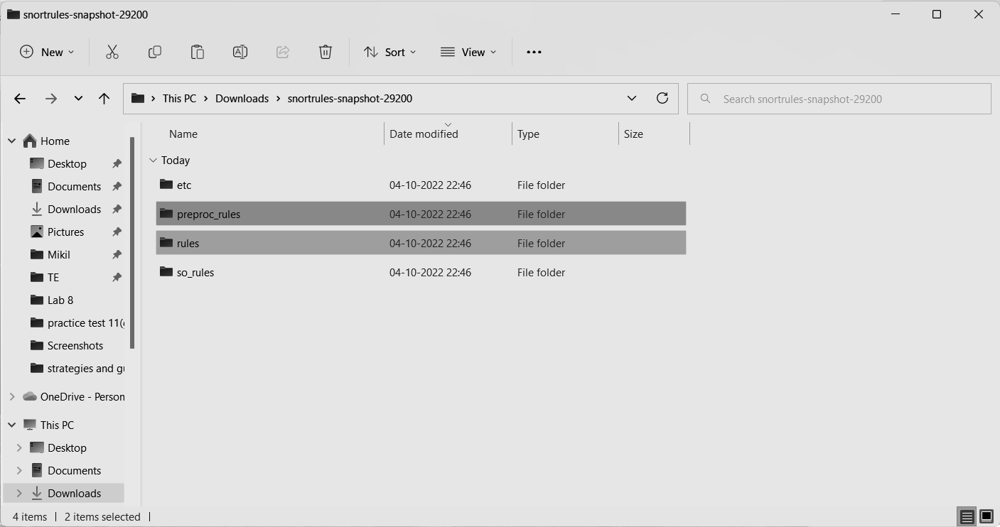 snortrules-snapshot-29200
New Sort View
This PC Downloads snortrules-snapshot-29200 Search snortrules-snapshot-29200
Name Date modified Type Size
Today
etc 04-10-2022 22:46 File folder
preproc_rules 04-10-2022 22:46 File folder
rules 04-10-2022 22:46 File folder
so_rules 04-10-2022 22:46 File folder
Home
Desktop
Documents
Downloads
Pictures
Mikil
TE
Lab 8
practice test 11(
Screenshots
strategies and g
OneDrive - Person
This PC
Desktop
Documents
Downloads
4 items 2 items selected